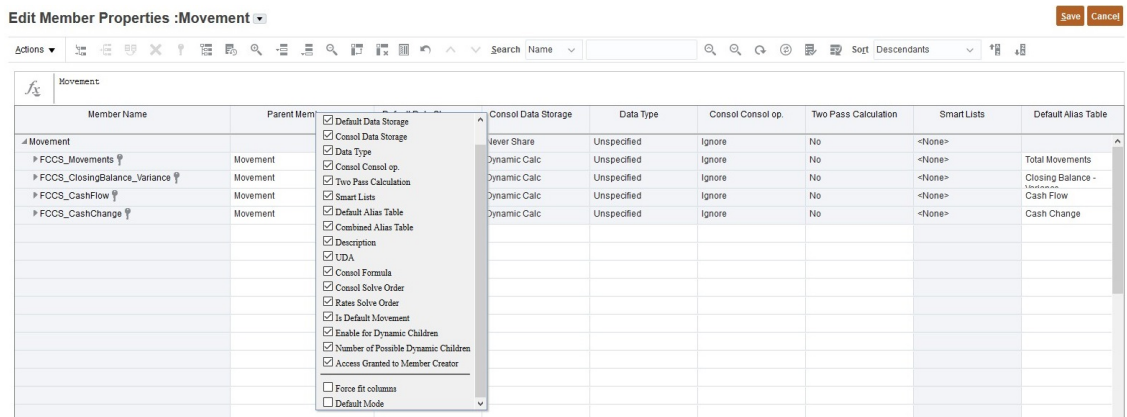 Edit Member Properties :Movement
Save Cancel
Actions Search Name Sort Descendants
fx Movement
Member Name Parent Mem Consol Data Storage Data Type Consol Consol op. Two Pass Calculation Smart Lists Default Alias Table
Movement Never Share Unspecified Ignore No <None>
FCCS_Movements Movement Dynamic Calc Unspecified Ignore No <None> Total Movements
FCCS_ClosingBalance_Variance Movement Dynamic Calc Unspecified Ignore No <None> Closing Balance -
Variance
FCCS_CashFlow Movement Dynamic Calc Unspecified Ignore No <None> Cash Flow
FCCS_CashChange Movement Dynamic Calc Unspecified Ignore No <None> Cash Change
Default Data Storage
Consol Data Storage
Data Type
Consol Consol op.
Two Pass Calculation
Smart Lists
Default Alias Table
Combined Alias Table
Description
UDA
Consol Formula
Consol Solve Order
Rates Solve Order
Is Default Movement
Enable for Dynamic Children
Number of Possible Dynamic Children
Access Granted to Member Creator
Force fit columns
Default Mode